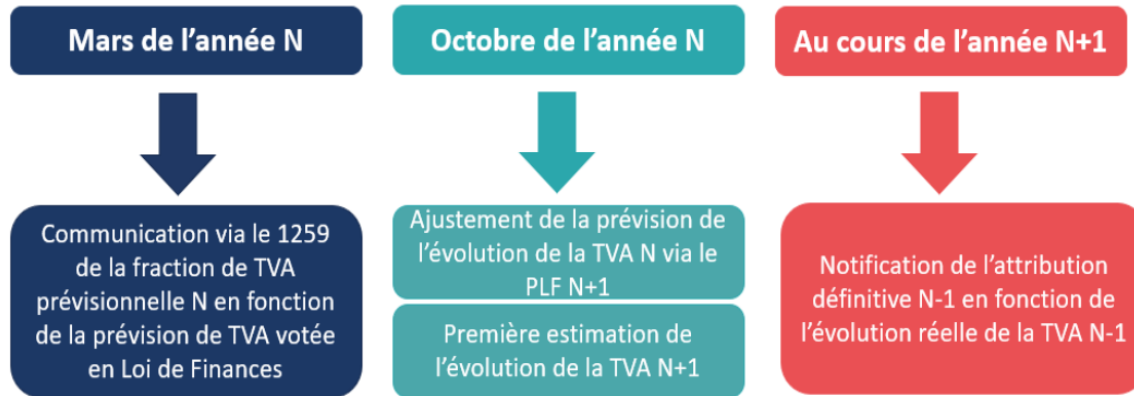 Mars de l’année N
Communication via le 1259
de la fraction de TVA
prévisionnelle N en fonction
de la prévision de TVA votée
en Loi de Finances
Octobre de l’année N
Ajustement de la prévision de
l’évolution de la TVA N via le
PLF N+1
Première estimation de
l’évolution de la TVA N+1
Au cours de l’année N+1
Notification de l’attribution
définitive N-1 en fonction de
l’évolution réelle de la TVA N-1